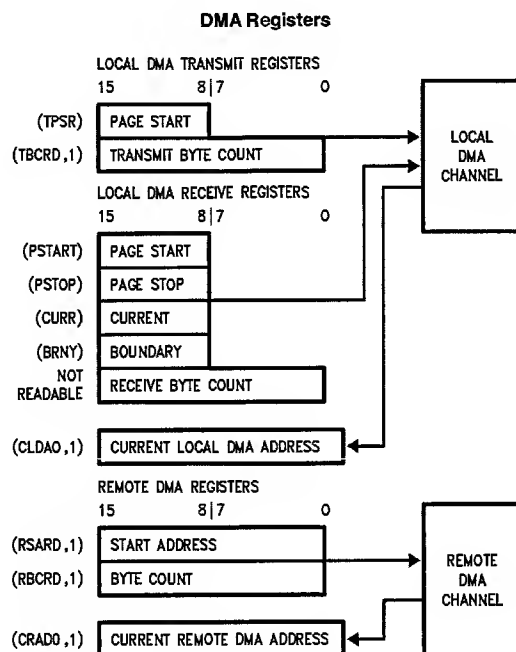 DMA Registers
LOCAL DMA TRANSMIT REGISTERS
15 8|7 0
(TPSR) PAGE START
(TBCRD,1) TRANSMIT BYTE COUNT
LOCAL DMA CHANNEL
LOCAL DMA RECEIVE REGISTERS
15 8|7 0
(PSTART) PAGE START
(PSTOP) PAGE STOP
(CURR) CURRENT
(BRNY) BOUNDARY
NOT READABLE RECEIVE BYTE COUNT
(CLDAO,1) CURRENT LOCAL DMA ADDRESS
REMOTE DMA REGISTERS
15 8|7 0
(RSARD,1) START ADDRESS
(RBCRD,1) BYTE COUNT
REMOTE DMA CHANNEL
(CRADO,1) CURRENT REMOTE DMA ADDRESS